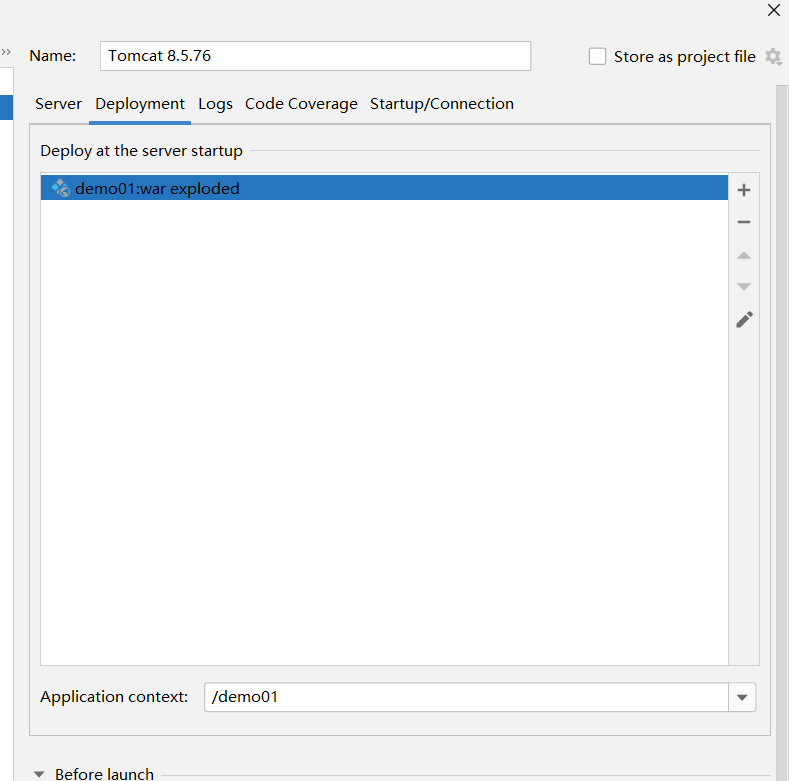 Name: Tomcat 8.5.76 Store as project file
Server Deployment Logs Code Coverage Startup/Connection
Deploy at the server startup
demo01:war exploded
Application context: /demo01
Before launch